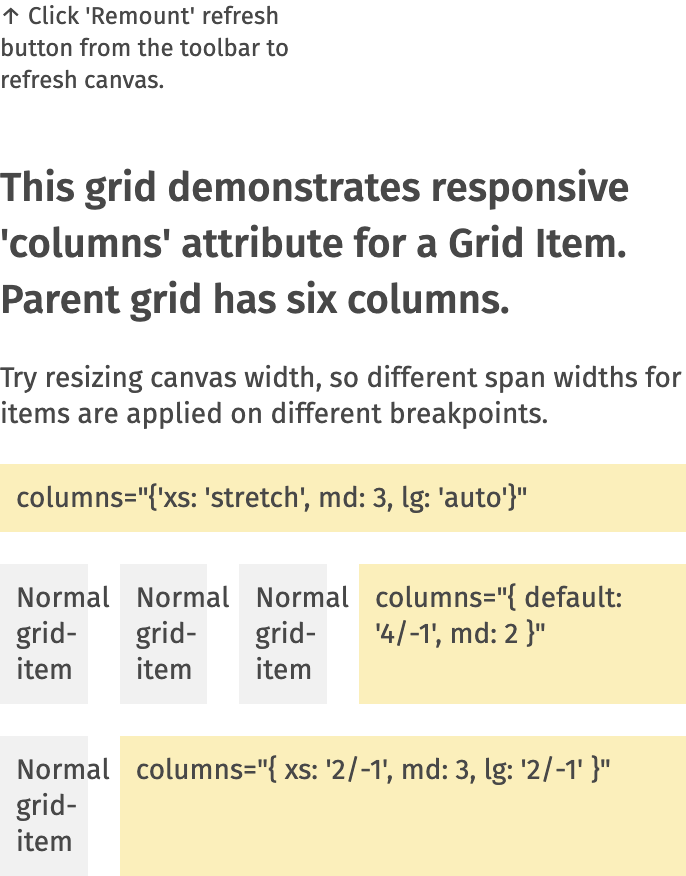 ↑ Click 'Remount' refresh
button from the toolbar to
refresh canvas.
This grid demonstrates responsive
'columns' attribute for a Grid Item.
Parent grid has six columns.
Try resizing canvas width, so different span widths for
items are applied on different breakpoints.
columns="{'xs: 'stretch', md: 3, lg: 'auto'}"
Normal
grid-
item
Normal
grid-
item
Normal
grid-
item
columns="{ default:
'4/-1', md: 2 }"
Normal
grid-
item
columns="{ xs: '2/-1', md: 3, lg: '2/-1' }"